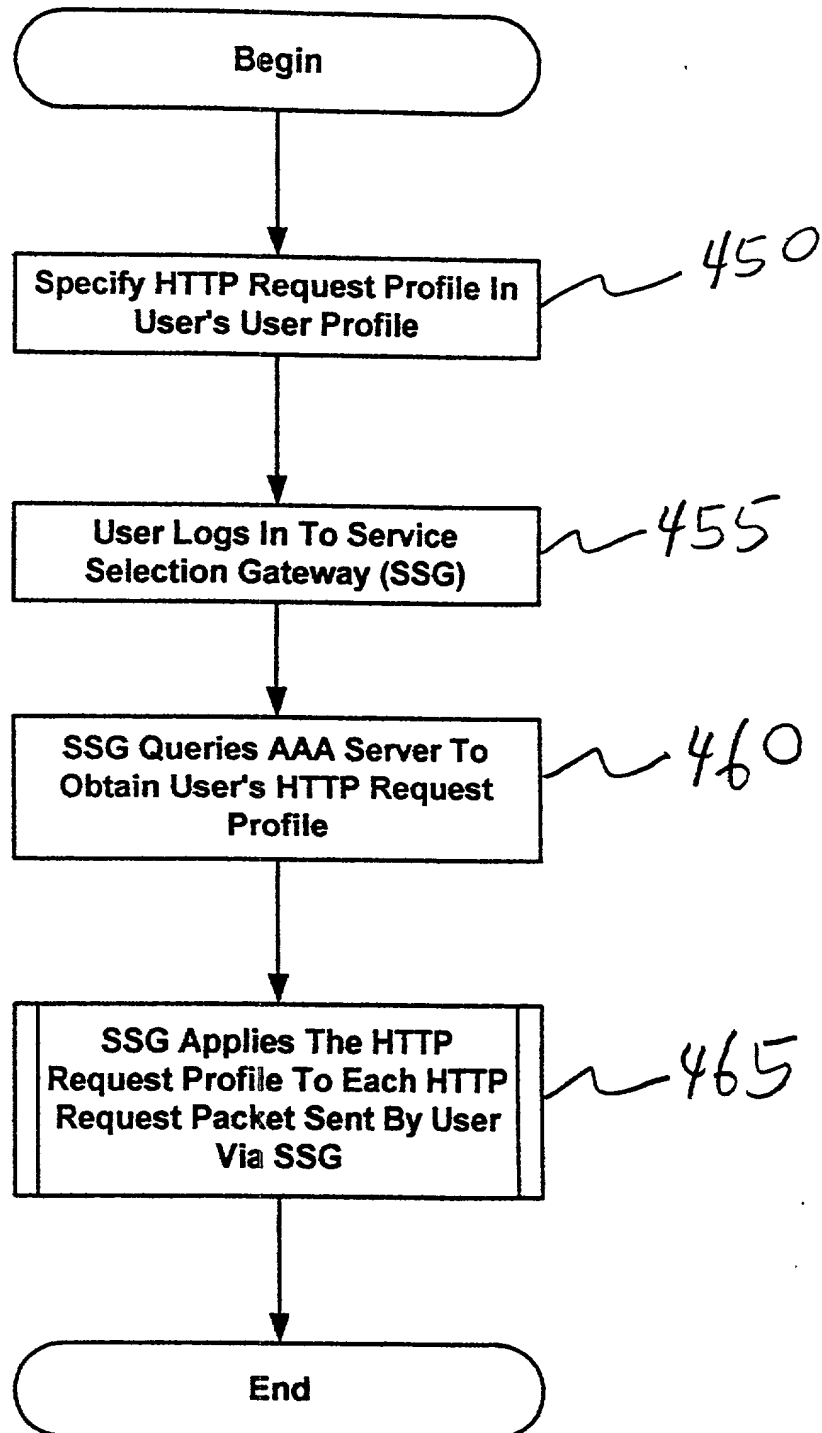 Begin
Specify HTTP Request Profile In
User's User Profile
450
User Logs In To Service
Selection Gateway (SSG)
455
SSG Queries AAA Server To
Obtain User's HTTP Request
Profile
460
SSG Applies The HTTP
Request Profile To Each HTTP
Request Packet Sent By User
Via SSG
465
End